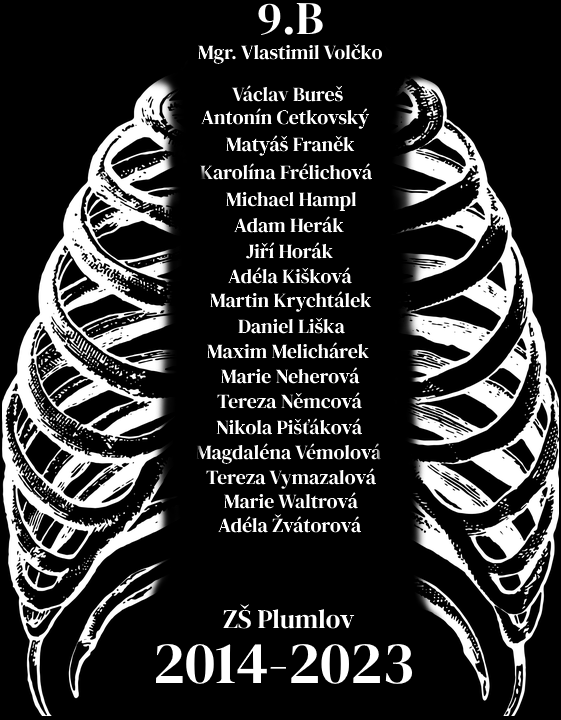 9.B
Mgr. Vlastimil Volčko
Václav Bureš
Antonín Cetkovský
Matyáš Franěk
Karolína Frélichová
Michael Hampl
Adam Herák
Jiří Horák
Adéla Kišková
Martin Krychtálek
Daniel Liška
Maxim Melichárek
Marie Neherová
Tereza Němcová
Nikola Pišťáková
Magdaléna Vémolová
Tereza Vymazalová
Marie Waltrová
Adéla Žvátorová
ZŠ Plumlov
2014-2023